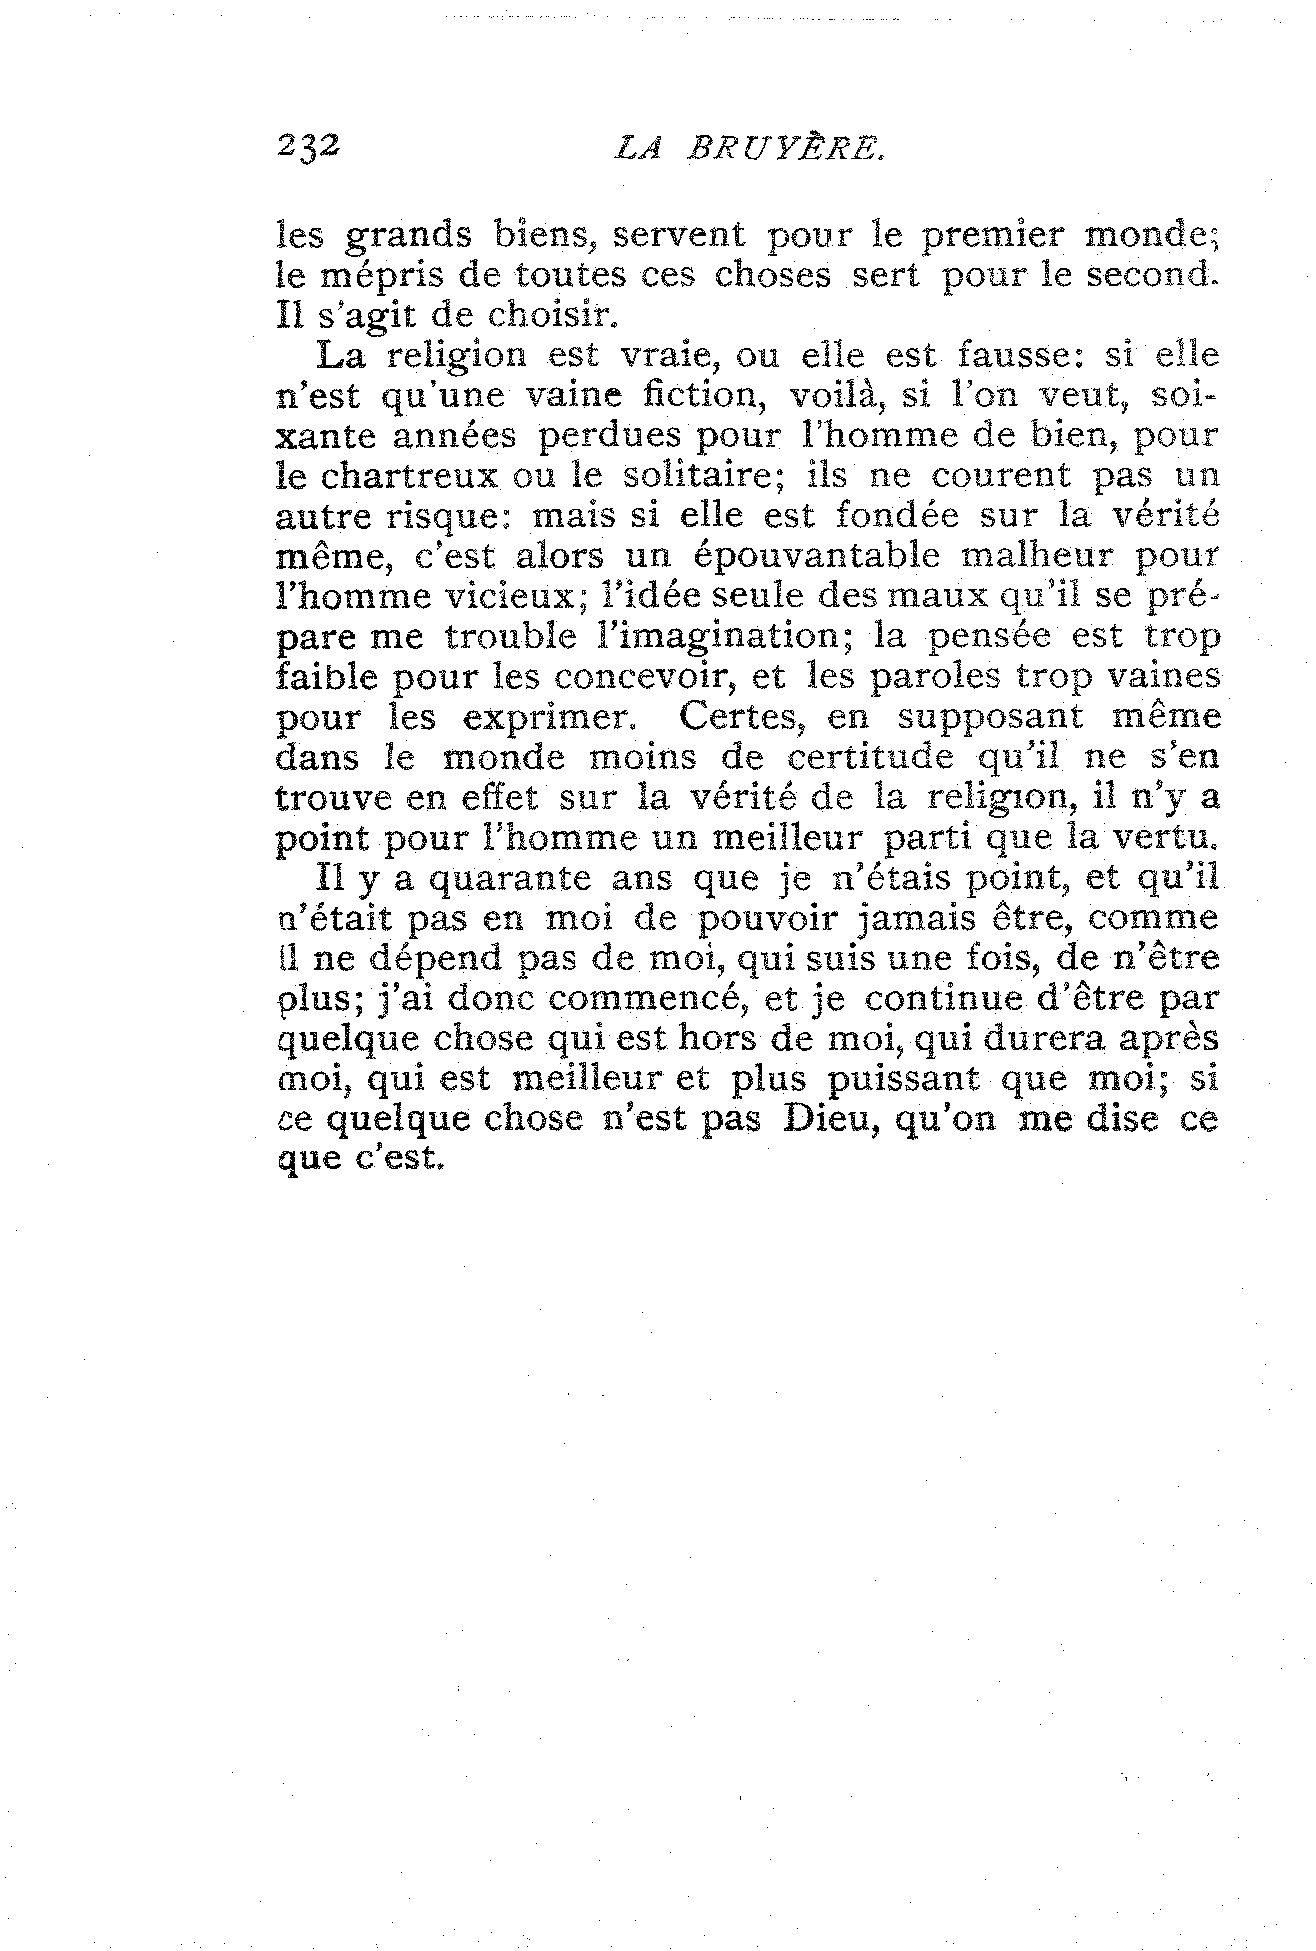 232 LA BRUYÈRE.
les grands biens, servent pour le premier monde;
le mépris de toutes ces choses sert pour le second.
Il s'agit de choisir.
La religion est vraie, ou elle est fausse: si elle
n'est qu'une vaine fiction, voilà, si l'on veut, soi-
xante années perdues pour l'homme de bien, pour
le chartreux ou le solitaire; ils ne courent pas un
autre risque: mais si elle est fondée sur la vérité
même, c'est alors un épouvantable malheur pour
l'homme vicieux; l'idée seule des maux qu'il se pré-
pare me trouble l'imagination; la pensée est trop
faible pour les concevoir, et les paroles trop vaines
pour les exprimer. Certes, en supposant même
dans le monde moins de certitude qu'il ne s'en
trouve en effet sur la vérité de la religion, il n'y a
point pour l'homme un meilleur parti que la vertu.
Il y a quarante ans que je n'étais point, et qu'il
n'était pas en moi de pouvoir jamais être, comme
il ne dépend pas de moi, qui suis une fois, de n'être
plus; j'ai donc commencé, et je continue d'être par
quelque chose qui est hors de moi, qui durera après
moi, qui est meilleur et plus puissant que moi; si
ce quelque chose n'est pas Dieu, qu'on me dise ce
que c'est.